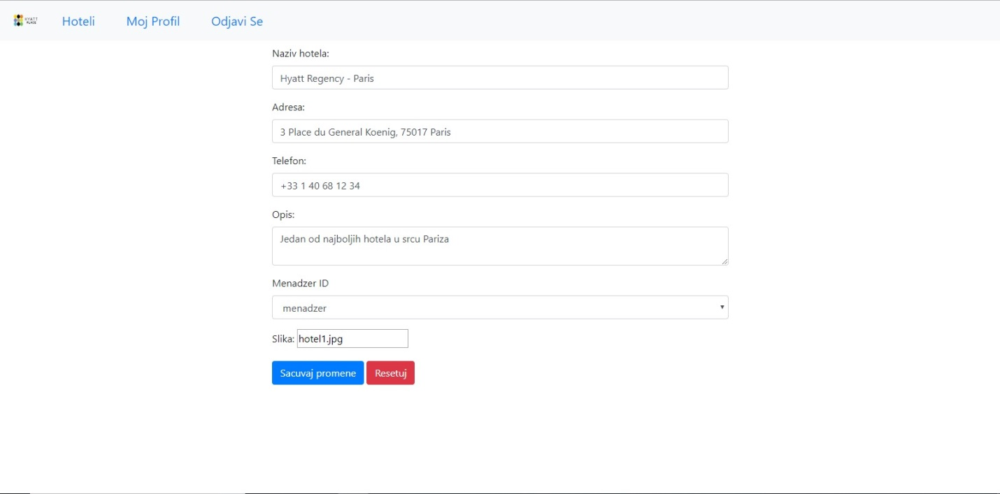 HYATT
PLACE
Hoteli Moj Profil Odjavi Se
Naziv hotela:
Hyatt Regency - Paris
Adresa:
3 Place du General Koenig, 75017 Paris
Telefon:
+33 1 40 68 12 34
Opis:
Jedan od najboljih hotela u srcu Pariza
Menadzer ID
menadzer
Slika: hotel1.jpg
Sacuvaj promene Resetuj